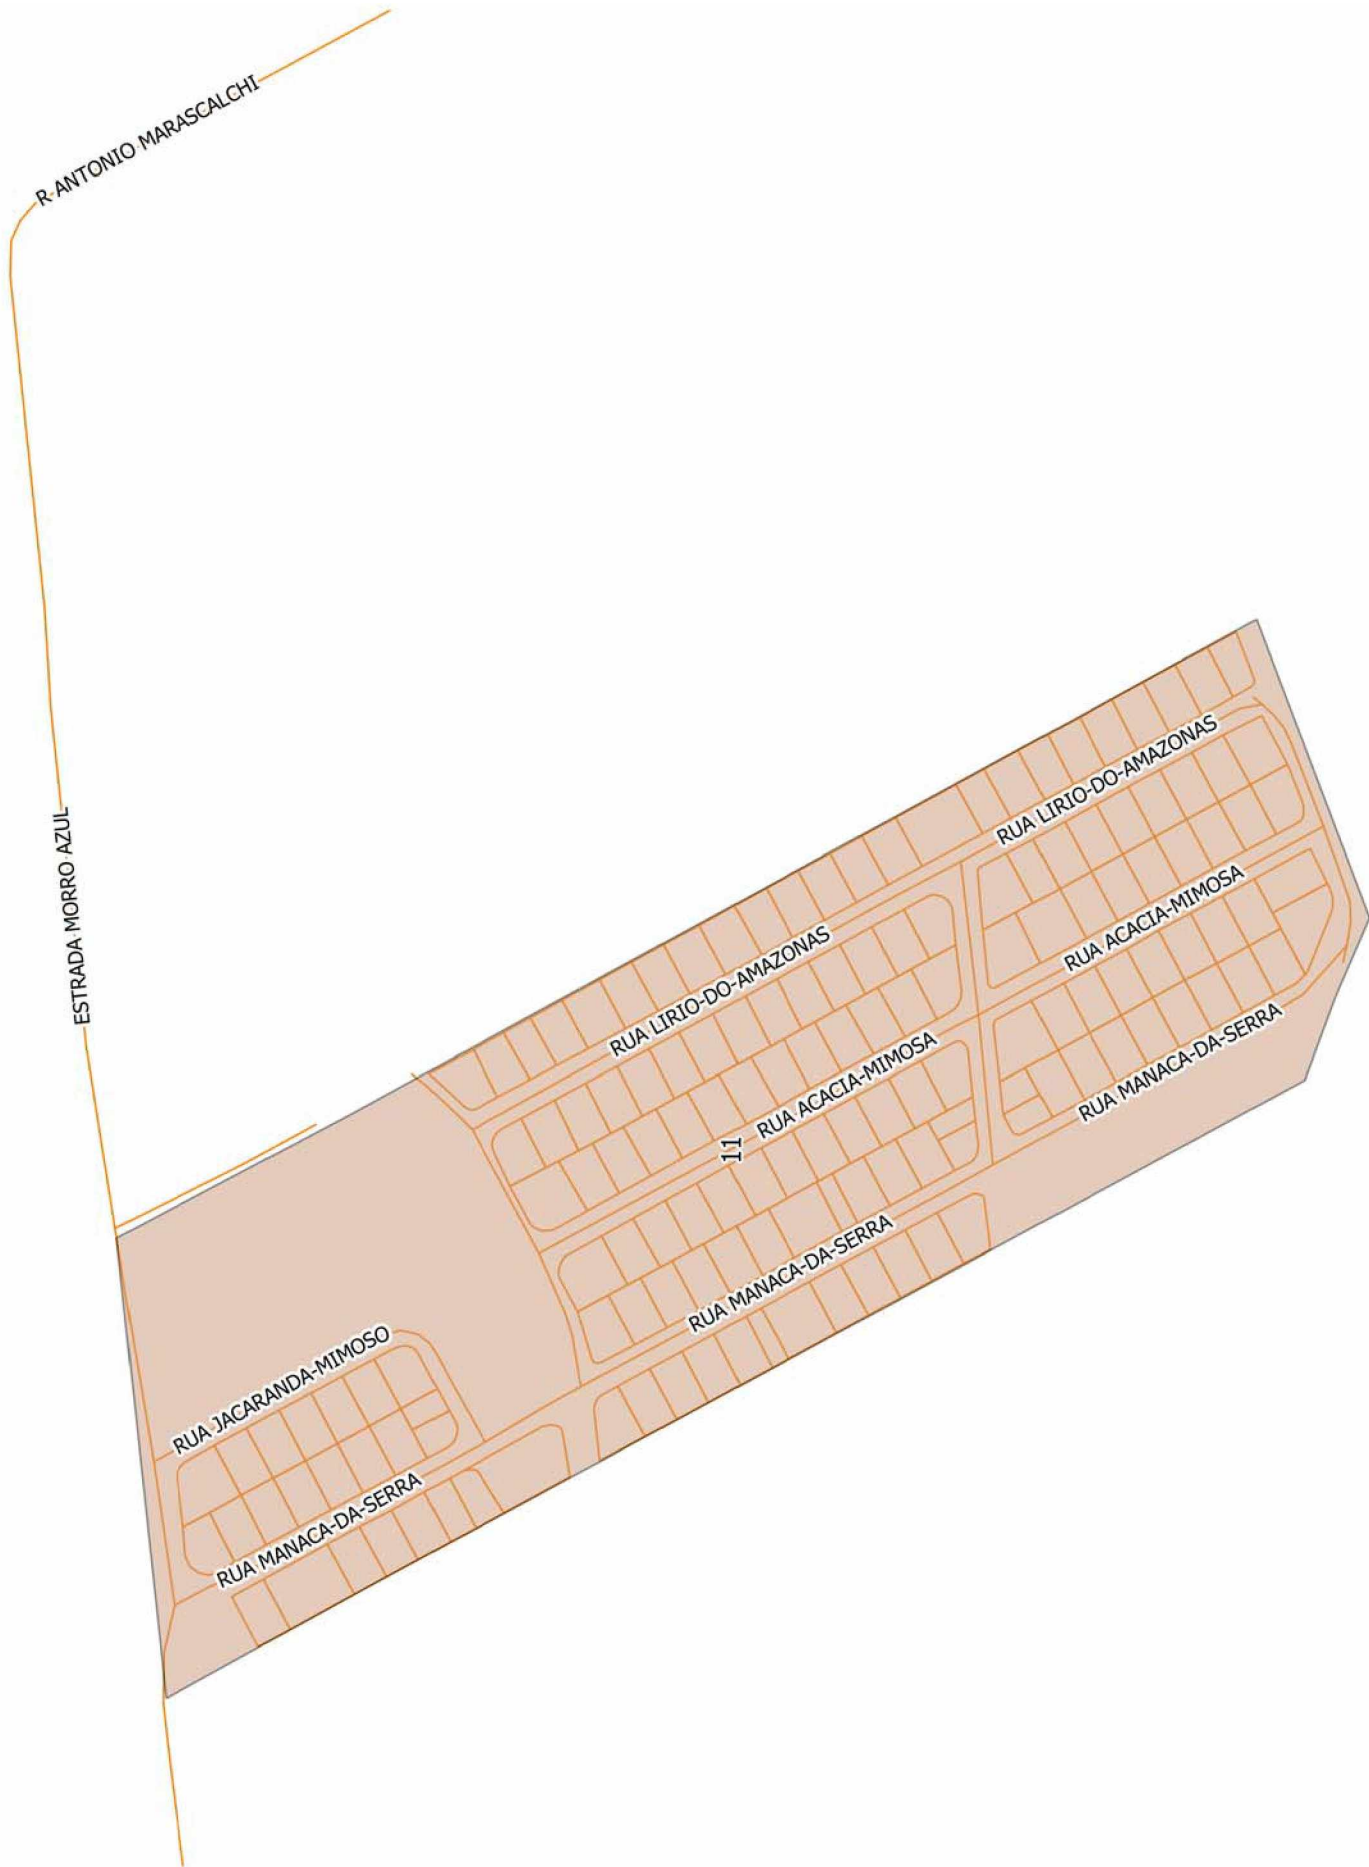 R ANTONIO MARASCALCHI
RUA LIRIO-DO-AMAZONAS
ESTRADA MORRO AZUL
RUA ACACIA-MIMOSA
RUA LIRIO-DO-AMAZONAS
RUA MANACA-DA-SERRA
RUA ACACIA-MIMOSA
11
RUA MANACA-DA-SERRA
RUA JACARANDA-MIMOSO
RUA MANACA-DA-SERRA